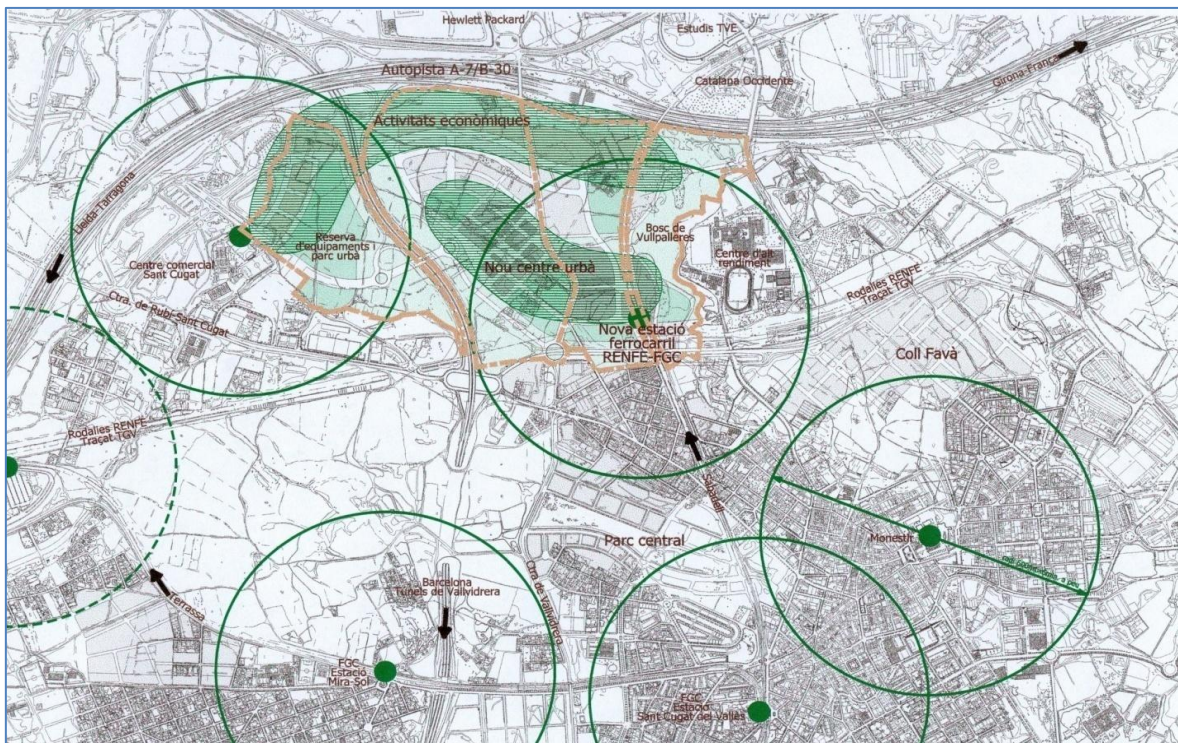 Hewlett Packard
Estudis TVE
Autopista A-7/B-30
Catalana Occidente
Girona-França
Activitats econòmiques
Lleida-Tarragona
Reserva
d'equipaments i
parc urbà
Bosc de
Vullpalleres
Centre d'alt
rendiment
Centre comercial
Sant Cugat
Nou centre urbà
Rodalies RENFE
Traçat TGV
Ctra. de Rubí-Sant Cugat
Nova estació
ferrocarril
RENFE-FGC
Coll Favà
Rodalies RENFE
Traçat TGV
Sabadell
Parc central
Monestir
Terrassa
Barcelona
Túnels de Vallvidrera
Ctra de Vallvidrera
FGC
Estació
Mira-Sol
FGC
Estació
Sant Cugat del Vallès